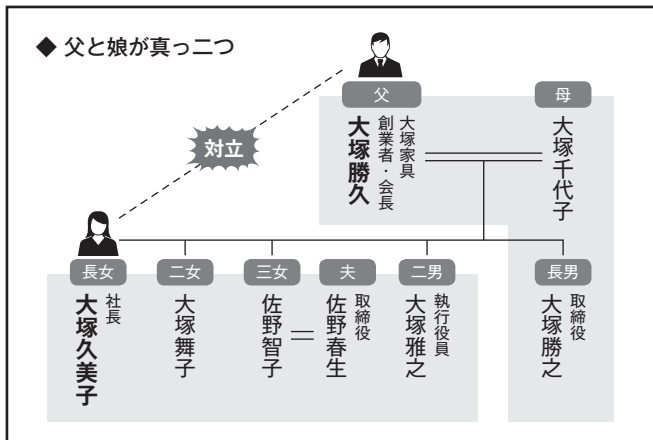 ◆ 父と娘が真っ二つ
対立
父
大塚家具
創業者・会長
大塚勝久
母
大塚千代子
長女
社長
大塚久美子
二女
大塚舞子
三女
佐野智子
夫
取締役
佐野春生
二男
執行役員
大塚雅之
長男
取締役
大塚勝之